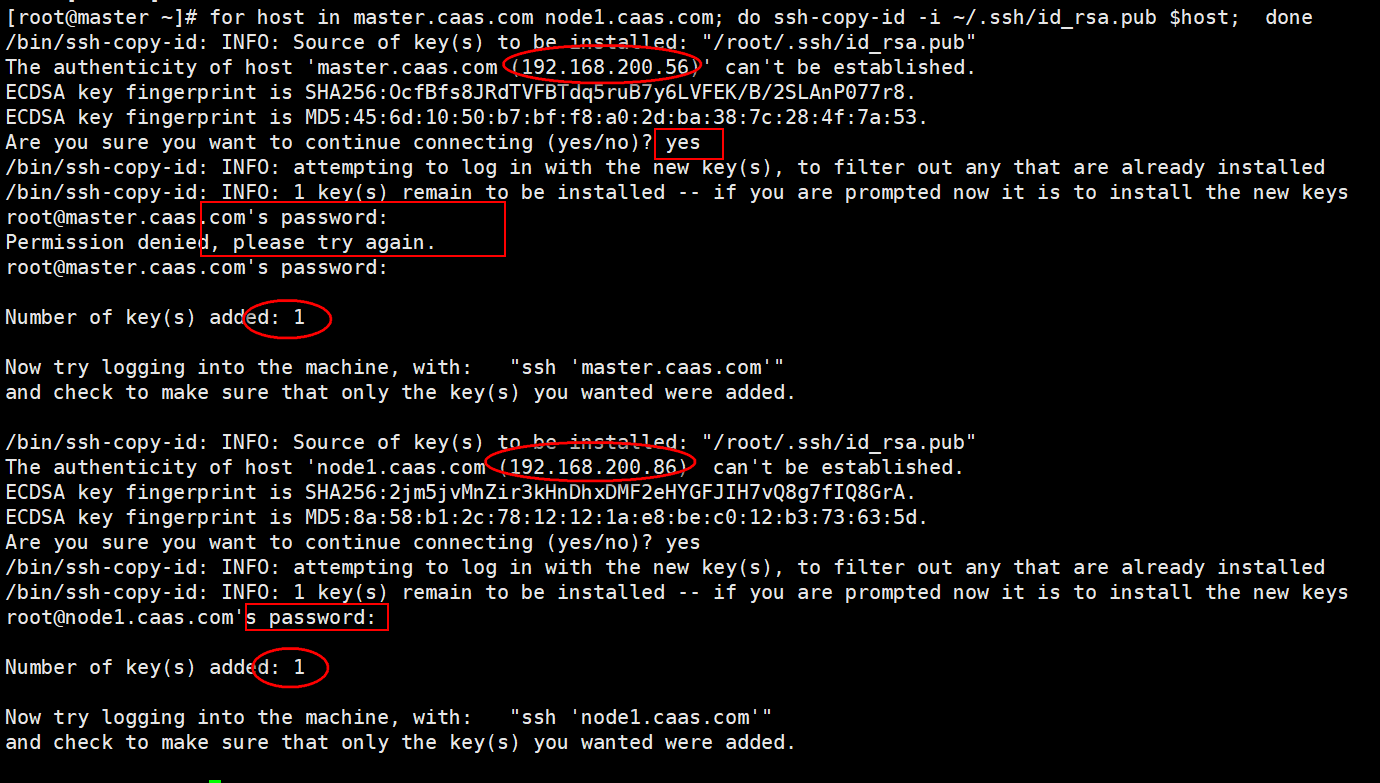 [root@master ~]# for host in master.caas.com node1.caas.com; do ssh-copy-id -i ~/.ssh/id_rsa.pub $host;  done
/bin/ssh-copy-id: INFO: Source of key(s) to be installed: "/root/.ssh/id_rsa.pub"
The authenticity of host 'master.caas.com (192.168.200.56)' can't be established.
ECDSA key fingerprint is SHA256:OcfBfs8JRdTVFBTdq5ruB7y6LVFEK/B/2SLAnP077r8.
ECDSA key fingerprint is MD5:45:6d:10:50:b7:bf:f8:a0:2d:ba:38:7c:28:4f:7a:53.
Are you sure you want to continue connecting (yes/no)? yes
/bin/ssh-copy-id: INFO: attempting to log in with the new key(s), to filter out any that are already installed
/bin/ssh-copy-id: INFO: 1 key(s) remain to be installed -- if you are prompted now it is to install the new keys
root@master.caas.com's password:
Permission denied, please try again.
root@master.caas.com's password:
Number of key(s) added: 1
Now try logging into the machine, with:   "ssh 'master.caas.com'"
and check to make sure that only the key(s) you wanted were added.
/bin/ssh-copy-id: INFO: Source of key(s) to be installed: "/root/.ssh/id_rsa.pub"
The authenticity of host 'node1.caas.com (192.168.200.86)' can't be established.
ECDSA key fingerprint is SHA256:2jm5jvMnZir3kHnDhxDMF2eHYGFJIH7vQ8g7fIQ8GrA.
ECDSA key fingerprint is MD5:8a:58:b1:2c:78:12:12:1a:e8:be:c0:12:b3:73:63:5d.
Are you sure you want to continue connecting (yes/no)? yes
/bin/ssh-copy-id: INFO: attempting to log in with the new key(s), to filter out any that are already installed
/bin/ssh-copy-id: INFO: 1 key(s) remain to be installed -- if you are prompted now it is to install the new keys
root@node1.caas.com's password:
Number of key(s) added: 1
Now try logging into the machine, with:   "ssh 'node1.caas.com'"
and check to make sure that only the key(s) you wanted were added.